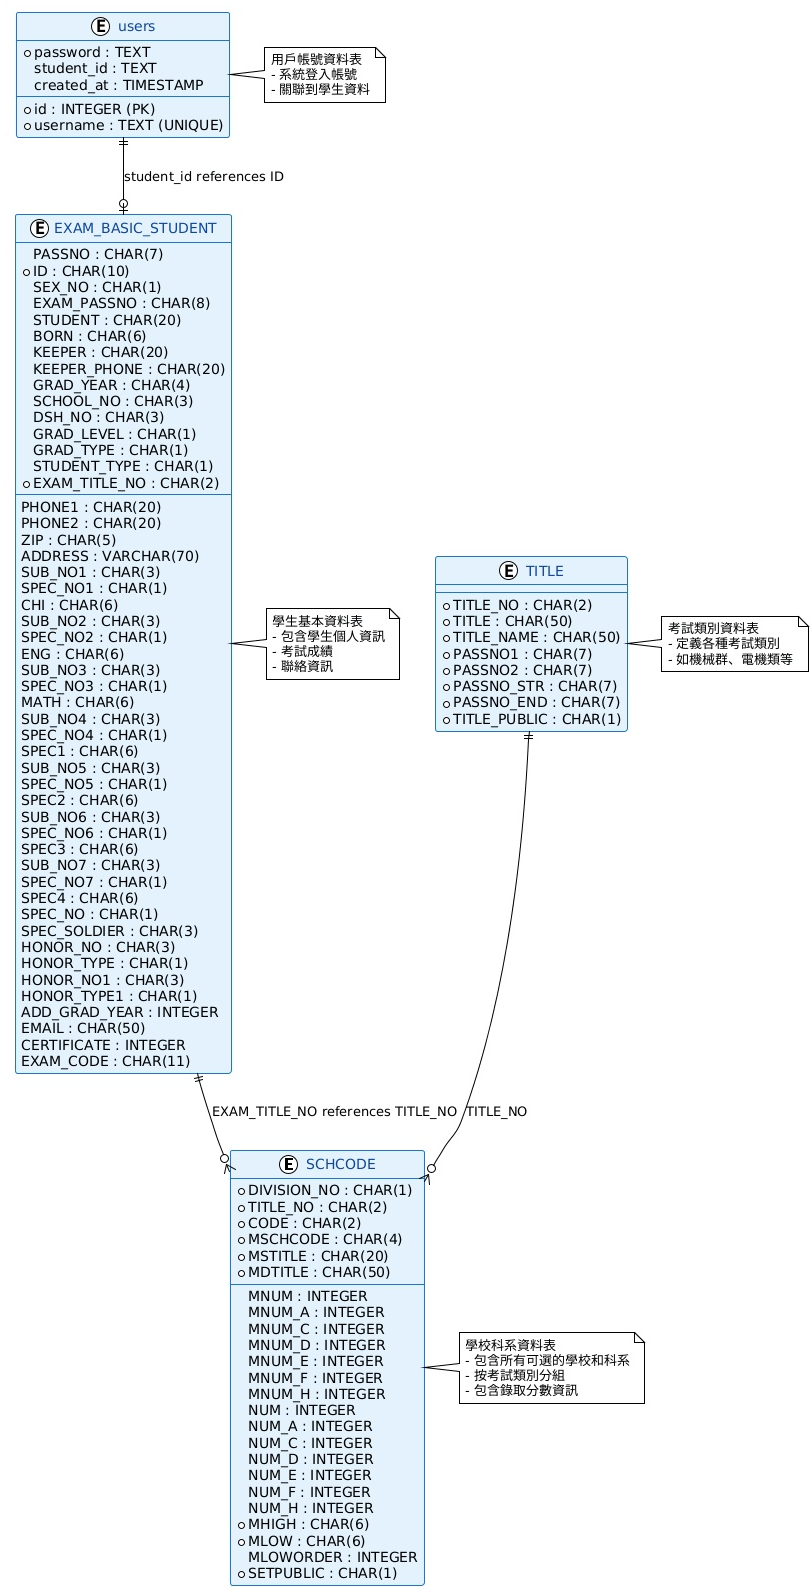 E users
password : TEXT
student_id : TEXT
created_at : TIMESTAMP
id : INTEGER (PK)
username : TEXT (UNIQUE)
用戶帳號資料表
- 系統登入帳號
- 關聯到學生資料
student_id references ID
E EXAM_BASIC_STUDENT
PASSNO : CHAR(7)
ID : CHAR(10)
SEX_NO : CHAR(1)
EXAM_PASSNO : CHAR(8)
STUDENT : CHAR(20)
BORN : CHAR(6)
KEEPER : CHAR(20)
KEEPER_PHONE : CHAR(20)
GRAD_YEAR : CHAR(4)
SCHOOL_NO : CHAR(3)
DSH_NO : CHAR(3)
GRAD_LEVEL : CHAR(1)
GRAD_TYPE : CHAR(1)
STUDENT_TYPE : CHAR(1)
EXAM_TITLE_NO : CHAR(2)
PHONE1 : CHAR(20)
PHONE2 : CHAR(20)
ZIP : CHAR(5)
ADDRESS : VARCHAR(70)
SUB_NO1 : CHAR(3)
SPEC_NO1 : CHAR(1)
CHI : CHAR(6)
SUB_NO2 : CHAR(3)
SPEC_NO2 : CHAR(1)
ENG : CHAR(6)
SUB_NO3 : CHAR(3)
SPEC_NO3 : CHAR(1)
MATH : CHAR(6)
SUB_NO4 : CHAR(3)
SPEC_NO4 : CHAR(1)
SPEC1 : CHAR(6)
SUB_NO5 : CHAR(3)
SPEC_NO5 : CHAR(1)
SPEC2 : CHAR(6)
SUB_NO6 : CHAR(3)
SPEC_NO6 : CHAR(1)
SPEC3 : CHAR(6)
SUB_NO7 : CHAR(3)
SPEC_NO7 : CHAR(1)
SPEC4 : CHAR(6)
SPEC_NO : CHAR(1)
SPEC_SOLDIER : CHAR(3)
HONOR_NO : CHAR(3)
HONOR_TYPE : CHAR(1)
HONOR_NO1 : CHAR(3)
HONOR_TYPE1 : CHAR(1)
ADD_GRAD_YEAR : INTEGER
EMAIL : CHAR(50)
CERTIFICATE : INTEGER
EXAM_CODE : CHAR(11)
學生基本資料表
- 包含學生個人資訊
- 考試成績
- 聯絡資訊
E TITLE
TITLE_NO : CHAR(2)
TITLE : CHAR(50)
TITLE_NAME : CHAR(50)
PASSNO1 : CHAR(7)
PASSNO2 : CHAR(7)
PASSNO_STR : CHAR(7)
PASSNO_END : CHAR(7)
TITLE_PUBLIC : CHAR(1)
考試類別資料表
- 定義各種考試類別
- 如機械群、電機類等
EXAM_TITLE_NO references TITLE_NO
TITLE_NO
E SCHCODE
DIVISION_NO : CHAR(1)
TITLE_NO : CHAR(2)
CODE : CHAR(2)
MSCHCODE : CHAR(4)
MSTITLE : CHAR(20)
MDTITLE : CHAR(50)
MNUM : INTEGER
MNUM_A : INTEGER
MNUM_C : INTEGER
MNUM_D : INTEGER
MNUM_E : INTEGER
MNUM_F : INTEGER
MNUM_H : INTEGER
NUM : INTEGER
NUM_A : INTEGER
NUM_C : INTEGER
NUM_D : INTEGER
NUM_E : INTEGER
NUM_F : INTEGER
NUM_H : INTEGER
MHIGH : CHAR(6)
MLOW : CHAR(6)
MLOWORDER : INTEGER
SETPUBLIC : CHAR(1)
學校科系資料表
- 包含所有可選的學校和科系
- 按考試類別分組
- 包含錄取分數資訊